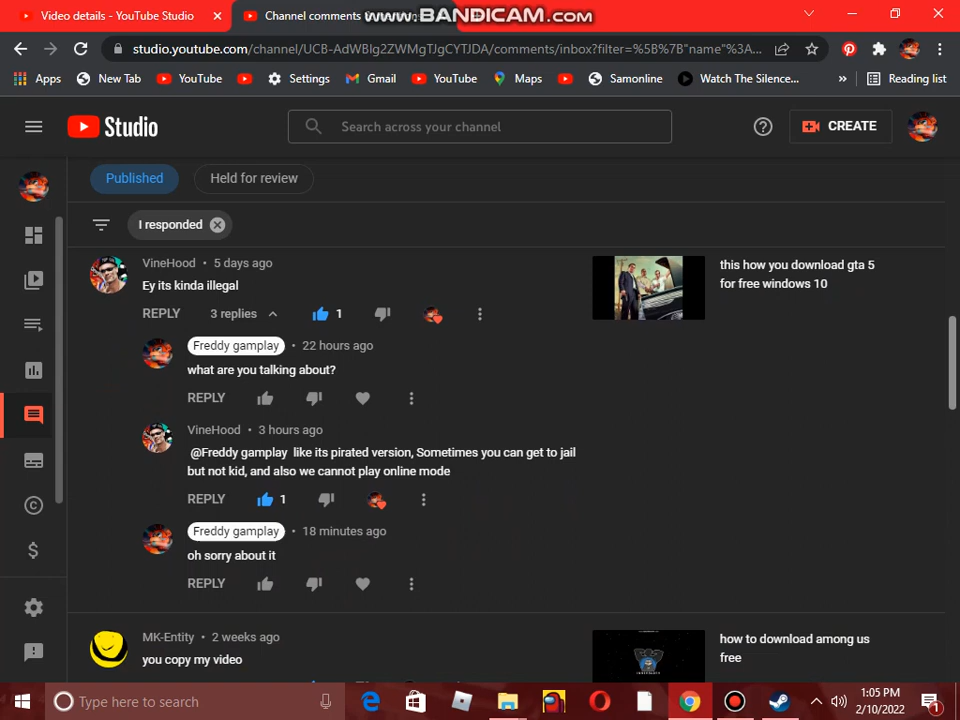 Video details - YouTube Studio
Channel comments
www.BANDICAM.com
studio.youtube.com/channel/UCB-AdWBlg2ZWMgTJgCYTJDA/comments/inbox?filter=%5B%7B"name"%3A...
Apps
New Tab
YouTube
Settings
Gmail
YouTube
Maps
Samonline
Watch The Silence...
»
Reading list
Studio
Search across your channel
CREATE
Published
Held for review
I responded
VineHood • 5 days ago
Ey its kinda illegal
REPLY
3 replies
1
this how you download gta 5
for free windows 10
Freddy gamplay • 22 hours ago
what are you talking about?
REPLY
VineHood • 3 hours ago
@Freddy gamplay like its pirated version, Sometimes you can get to jail
but not kid, and also we cannot play online mode
REPLY
1
Freddy gamplay • 18 minutes ago
oh sorry about it
REPLY
MK-Entity • 2 weeks ago
you copy my video
how to download among us
free
Type here to search
1:05 PM
2/10/2022
1